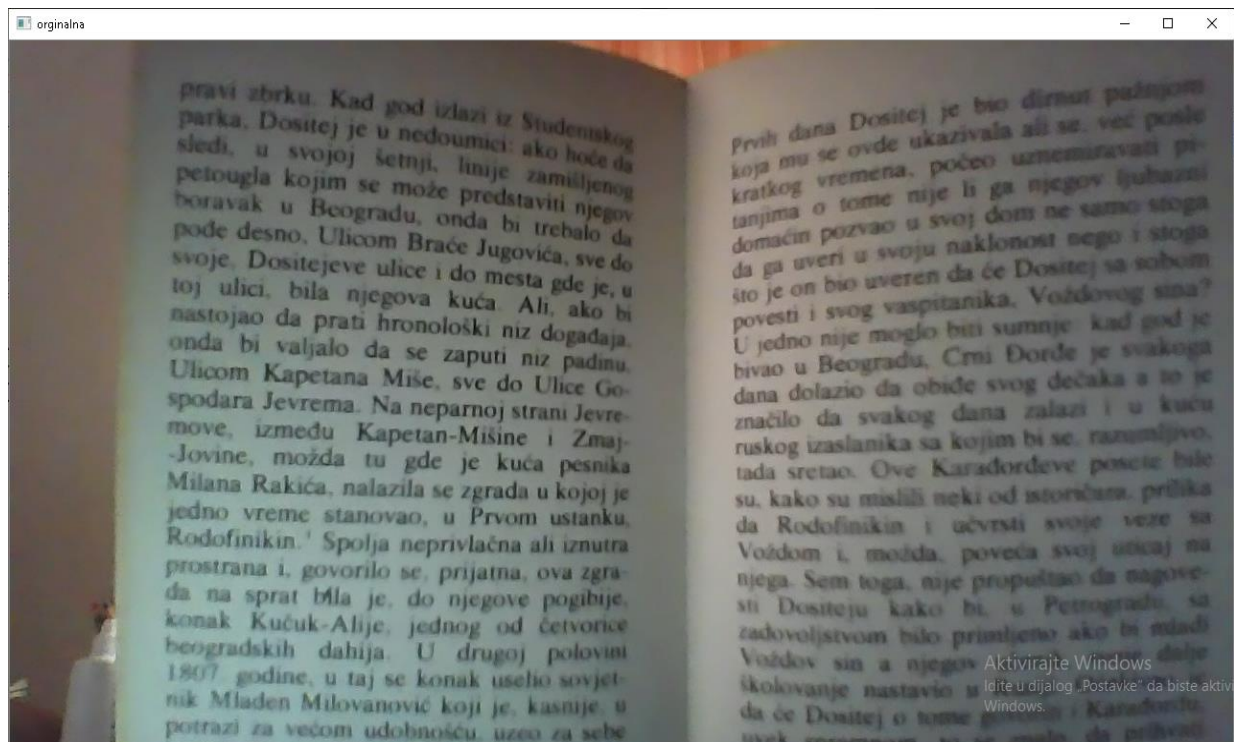 orginalna
pravi zbrku. Kad god izlazi iz Studentskog
parka, Dositej je u nedoumici: ako hoće da
sledi, u svojoj šetnji, linije zamišljenog
petougla kojim se može predstaviti njegov
boravak u Beogradu, onda bi trebalo da
pođe desno, Ulicom Braće Jugovića, sve do
svoje, Dositejeve ulice i do mesta gde je, u
toj ulici, bila njegova kuća. Ali, ako bi
nastojao da prati hronološki niz događaja,
onda bi valjalo da se zaputi niz padinu,
Ulicom Kapetana Miše, sve do Ulice Go-
spodara Jevrema. Na neparnoj strani Jevre-
move, između Kapetan-Mišine i Zmaj-
-Jovine, možda tu gde je kuća pesnika
Milana Rakića, nalazila se zgrada u kojoj je
jedno vreme stanovao, u Prvom ustanku,
Rodofinikin.' Spolja neprivlačna ali iznutra
prostrana i, govorilo se, prijatna, ova zgra-
da na sprat bila je, do njegove pogibije,
konak Kučuk-Alije, jednog od četvorice
beogradskih dahija. U drugoj polovini
1807. godine, u taj se konak uselio sovjet-
nik Mladen Milovanović koji je, kasnije, u
potrazi za većom udobnošću, uzeo za sebe
Prvih dana Dositej je bio dirnut pažnjom
koja mu se ovde ukazivala ali se, već posle
kratkog vremena, počeo uznemiravati pi-
tanjima o tome nije li ga njegov ljubazni
domaćin pozvao u svoj dom ne samo stoga
da ga uveri u svoju naklonost nego i stoga
što je on bio uveren da će Dositej sa sobom
povesti i svog vaspitanika, Voždovog sina?
U jedno nije moglo biti sumnje: kad god je
bivao u Beogradu, Crni Đorđe je svakoga
dana dolazio da obiđe svog dečaka a to je
značilo da svakog dana zalazi i u kuću
ruskog izaslanika sa kojim bi se, razumljivo,
tada sretao. Ove Karađorđeve posete bile
su, kako su mislili neki od istoričara, prilika
da Rodofinikin i učvrsti svoje veze sa
Voždom i, možda, poveća svoj uticaj na
njega. Sem toga, nije propuštao da nagove-
sti Dositeju kako bi, u Petrogradu, sa
zadovoljstvom bilo primljeno ako bi mladi
Voždov sin a njegov dalje
školovanje nastavio u
da će Dositej o tome govoriti i Karađorđu,
Aktivirajte Windows
Idite u dijalog „Postavke" da biste aktivi
Windows.